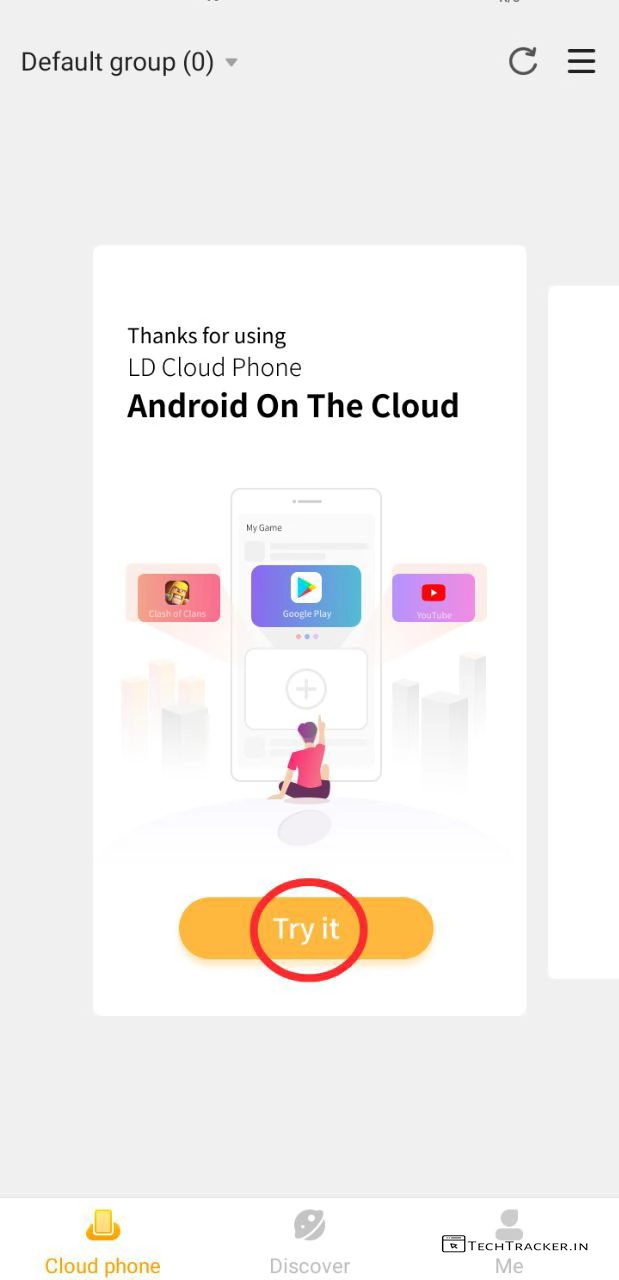 Default group (0)
Thanks for using
LD Cloud Phone
Android On The Cloud
My Game
Clash of Clans
Google Play
YouTube
Try it
Cloud phone
Discover
Me
TECHTRACKER.IN